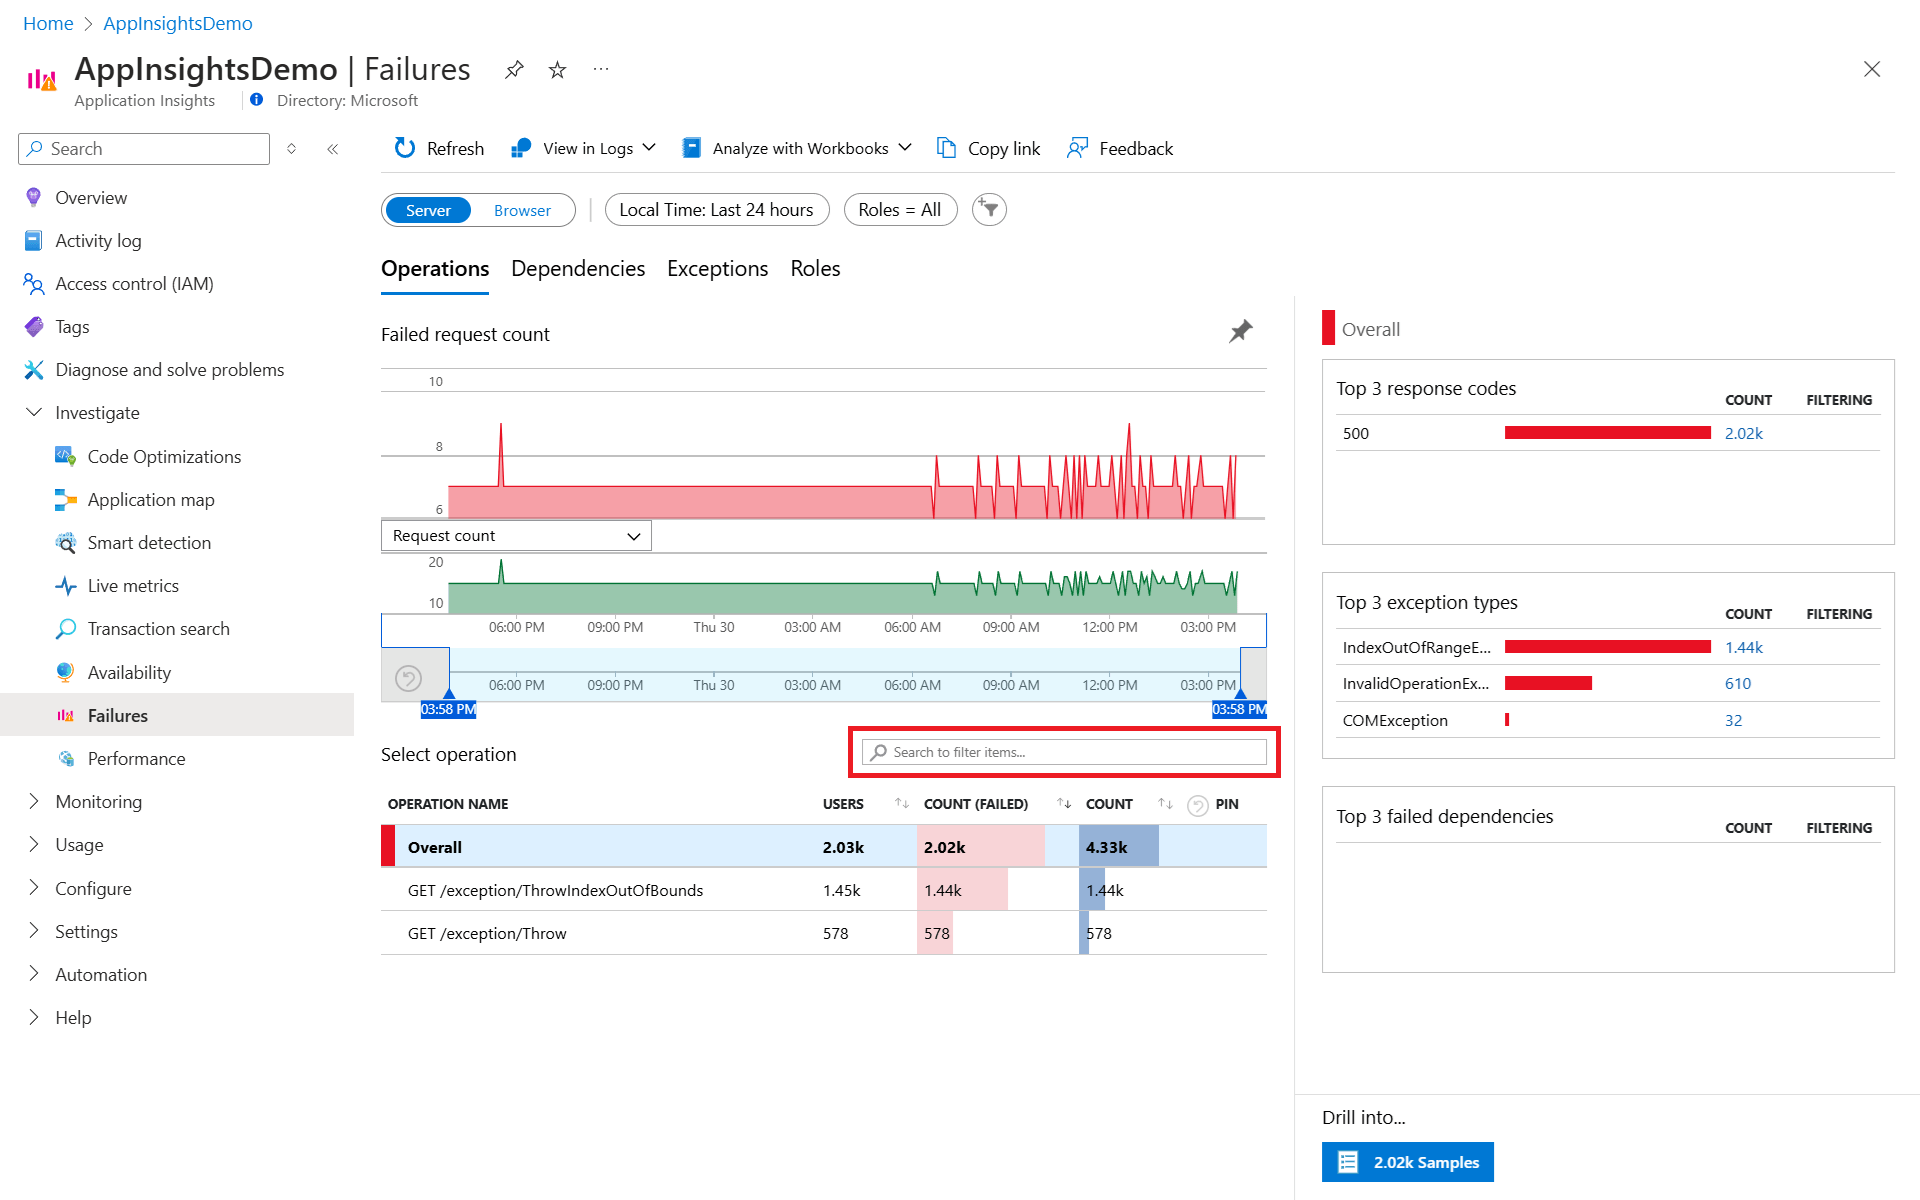 Home > AppInsightsDemo
AppInsightsDemo | Failures
Application Insights
Directory: Microsoft
Search
Overview
Activity log
Access control (IAM)
Tags
Diagnose and solve problems
Investigate
Code Optimizations
Application map
Smart detection
Live metrics
Transaction search
Availability
Failures
Performance
Monitoring
Usage
Configure
Settings
Automation
Help
Refresh View in Logs Analyze with Workbooks Copy link Feedback
Server Browser Local Time: Last 24 hours Roles = All
Operations Dependencies Exceptions Roles
Failed request count
10
8
6
Request count
20
10
06:00 PM 09:00 PM Thu 30 03:00 AM 06:00 AM 09:00 AM 12:00 PM 03:00 PM
06:00 PM 09:00 PM Thu 30 03:00 AM 06:00 AM 09:00 AM 12:00 PM 03:00 PM
03:58 PM 03:58 PM
Select operation
Search to filter items...
OPERATION NAME USERS COUNT (FAILED) COUNT PIN
Overall 2.03k 2.02k 4.33k
GET /exception/ThrowIndexOutOfBounds 1.45k 1.44k 1.44k
GET /exception/Throw 578 578 578
Overall
Top 3 response codes
COUNT FILTERING
500 2.02k
Top 3 exception types
COUNT FILTERING
IndexOutOfRangeE... 1.44k
InvalidOperationEx... 610
COMException 32
Top 3 failed dependencies
COUNT FILTERING
Drill into...
2.02k Samples